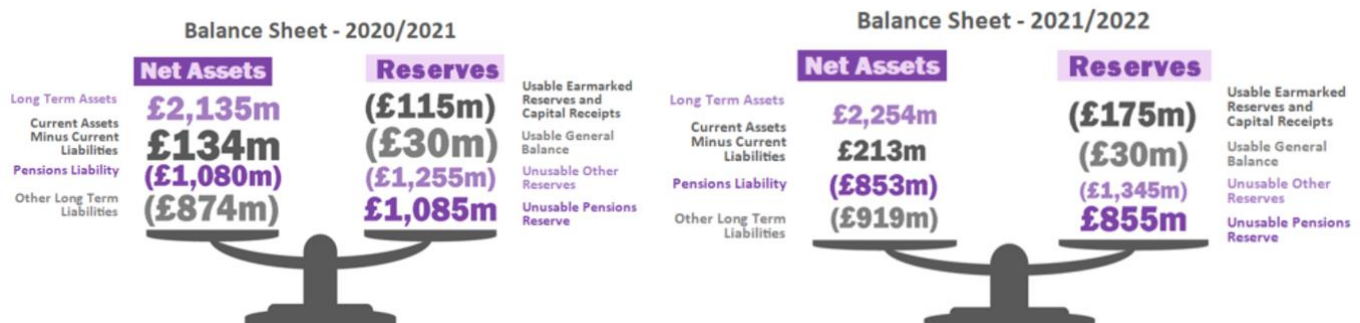 Balance Sheet - 2020/2021
Net Assets
Reserves
Long Term Assets
£2,135m
(£115m)
Usable Earmarked
Reserves and
Capital Receipts
Current Assets
Minus Current
Liabilities
£134m
(£30m)
Usable General
Balance
Pensions Liability
(£1,080m)
(£1,255m)
Unusable Other
Reserves
Other Long Term
Liabilities
(£874m)
£1,085m
Unusable Pensions
Reserve
Balance Sheet - 2021/2022
Net Assets
Reserves
Long Term Assets
£2,254m
(£175m)
Usable Earmarked
Reserves and
Capital Receipts
Current Assets
Minus Current
Liabilities
£213m
(£30m)
Usable General
Balance
Pensions Liability
(£853m)
(£1,345m)
Unusable Other
Reserves
Other Long Term
Liabilities
(£919m)
£855m
Unusable Pensions
Reserve